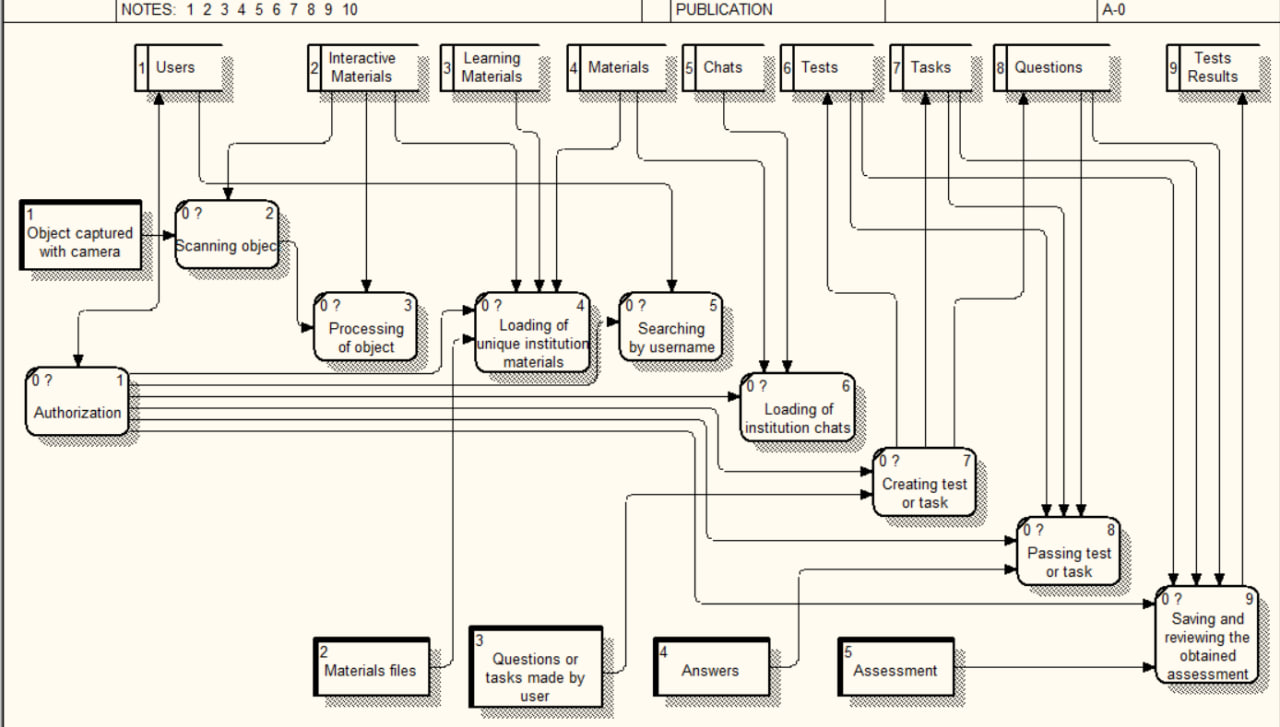 NOTES: 1 2 3 4 5 6 7 8 9 10
PUBLICATION
A-0
1 Users
2 Interactive
Materials
3 Learning
Materials
4 Materials
5 Chats
6 Tests
7 Tasks
8 Questions
9 Tests
Results
1
Object captured
with camera
0 ? 2
Scanning objec
0 ? 3
Processing
of object
0 ? 4
Loading of
unique institution
materials
0 ? 5
Searching
by username
0 ? 1
Authorization
0 ? 6
Loading of
institution chats
0 ? 7
Creating test
or task
0 ? 8
Passing test
or task
0 ? 9
Saving and
reviewing the
obtained
assessment
2
Materials files
3
Questions or
tasks made by
user
4
Answers
5
Assessment